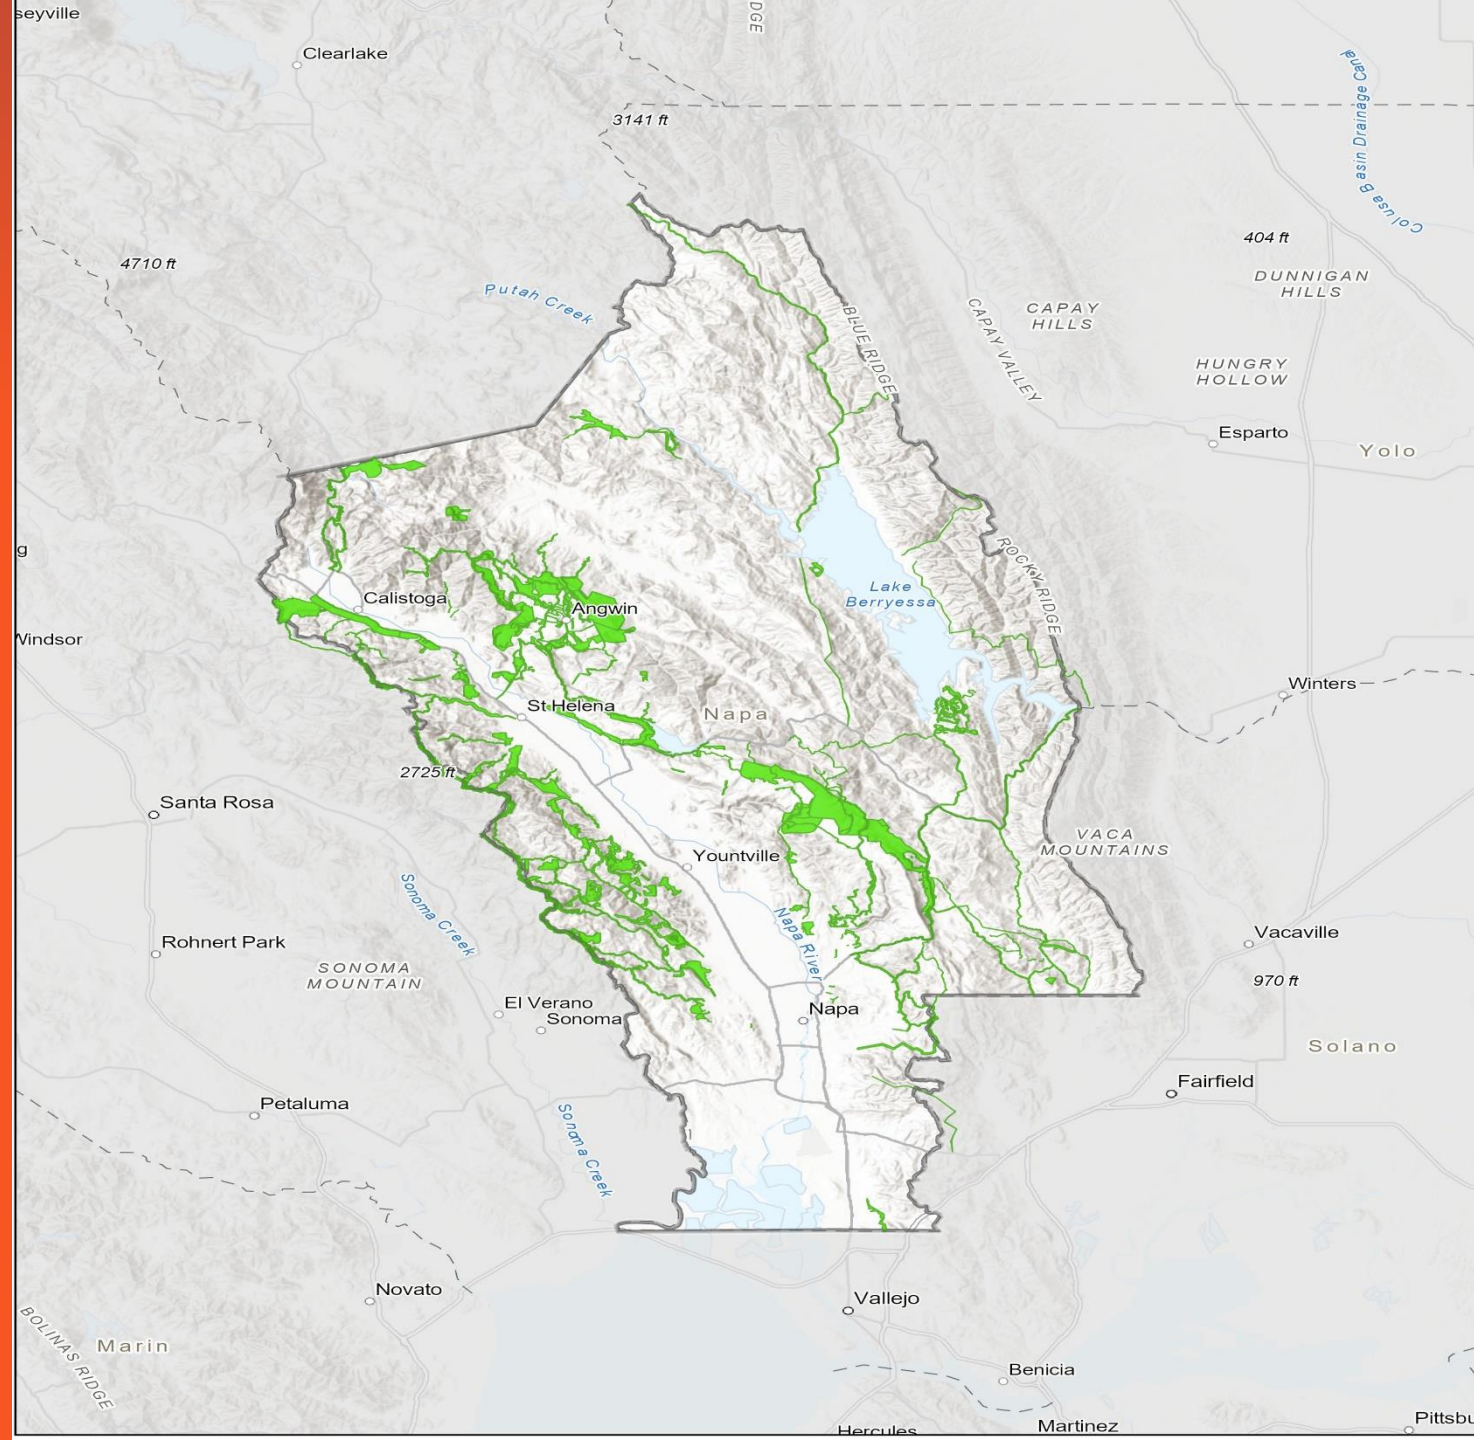 seyville
Clearlake
DGE
Colusa Basin Drainage Canal
3141 ft
404 ft
4710 ft
DUNNIGAN
HILLS
Putah Creek
CAPAY
HILLS
BLUE RIDGE
CAPAY VALLEY
HUNGRY
HOLLOW
Esparto
Yolo
g
ROCKY RIDGE
Lake
Berryessa
Calistoga
Angwin
Windsor
Winters
St Helena
Napa
2725 ft
Santa Rosa
VACA
MOUNTAINS
Yountville
Sonoma Creek
Napa River
Rohnert Park
Vacaville
SONOMA
MOUNTAIN
970 ft
El Verano
Sonoma
Napa
Solano
Fairfield
Petaluma
Sonoma Creek
Novato
Vallejo
BOLINAS RIDGE
Marin
Benicia
Hercules
Martinez
Pittsbu